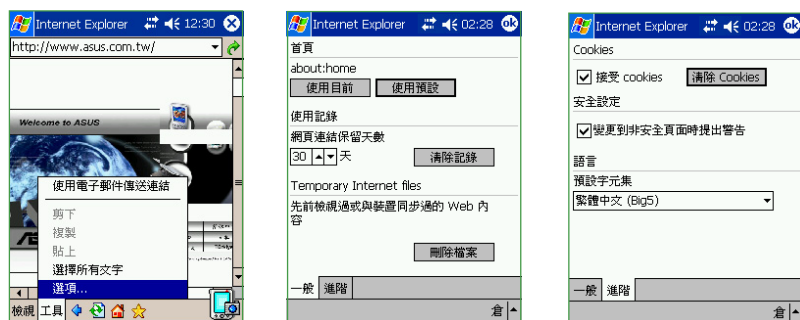 Internet Explorer 12:30
http://www.asus.com.tw/
Welcome to ASUS
使用電子郵件傳送連結
剪下
複製
貼上
選擇所有文字
選項...
檢視 工具
Internet Explorer 02:28 ok
首頁
about:home
使用目前 使用預設
使用記錄
網頁連結保留天數
30 天 清除記錄
Temporary Internet files
先前檢視過或與裝置同步過的 Web 內
容
刪除檔案
一般 進階
倉
Internet Explorer 02:28 ok
Cookies
接受 cookies 清除 Cookies
安全設定
變更到非安全頁面時提出警告
語言
預設字元集
繁體中文 (Big5)
一般 進階
倉